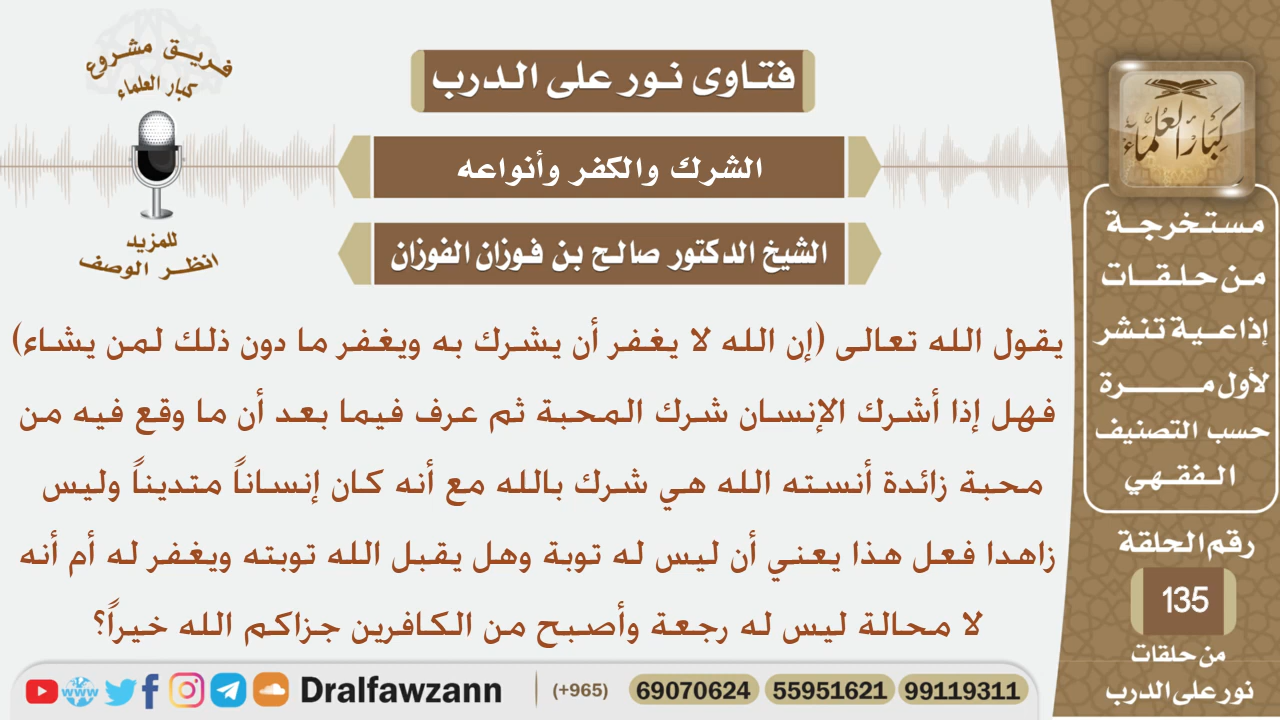 فريق مشروع
كبار العلماء
للمزيد
انظر الوصف
فتاوى نور على الدرب
الشرك والكفر وأنواعه
الشيخ الدكتور صالح بن فوزان الفوزان
يقول الله تعالى (إن الله لا يغفر أن يشرك به ويغفر ما دون ذلك لمن يشاء)
فهل إذا أشرك الإنسان شرك المحبة ثم عرف فيما بعد أن ما وقع فيه من
محبة زائدة أنسته الله هي شرك بالله مع أنه كان إنساناً متديناً وليس
زاهدا فعل هذا يعني أن ليس له توبة وهل يقبل الله توبته ويغفر له أم أنه
لا محالة ليس له رجعة وأصبح من الكافرين جزاكم الله خيراً؟
كبار العلماء
مستخرجة
من حلقات
إذاعية تنشر
لأول مرة
حسب التصنيف
الفقهي
رقم الحلقة
135
من حلقات
نور على الدرب
www
Dralfawzann
(+965)
69070624
55951621
99119311